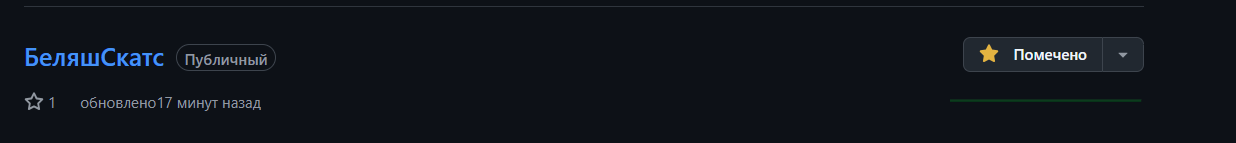 БеляшСкатс Публичный Помечено
1 обновлено17 минут назад